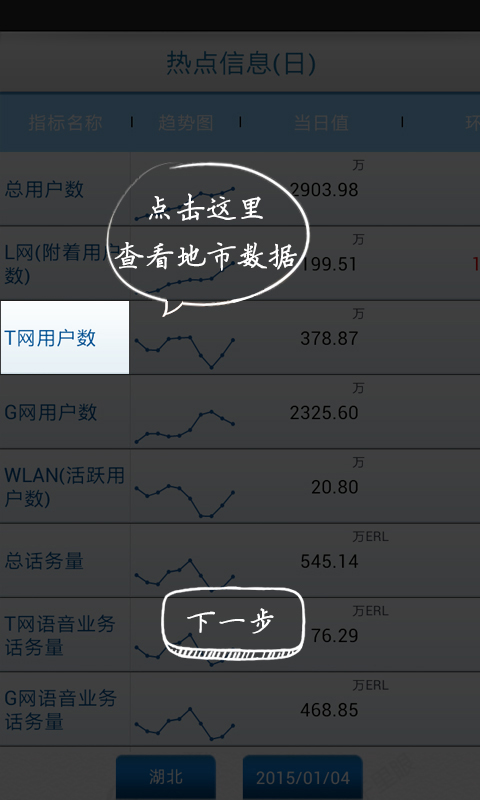 热点信息(日)
指标名称 趋势图 当日值 环
万
总用户数 2903.98
点击这里
查看地市数据
万
L网(附着用户
数) 199.51
万
T网用户数 378.87
万
G网用户数 2325.60
万
WLAN(活跃用
户数) 20.80
万ERL
总话务量 545.14
下一步
万ERL
T网语音业务
话务量 76.29
万ERL
G网语音业务
话务量 468.85
湖北 2015/01/04